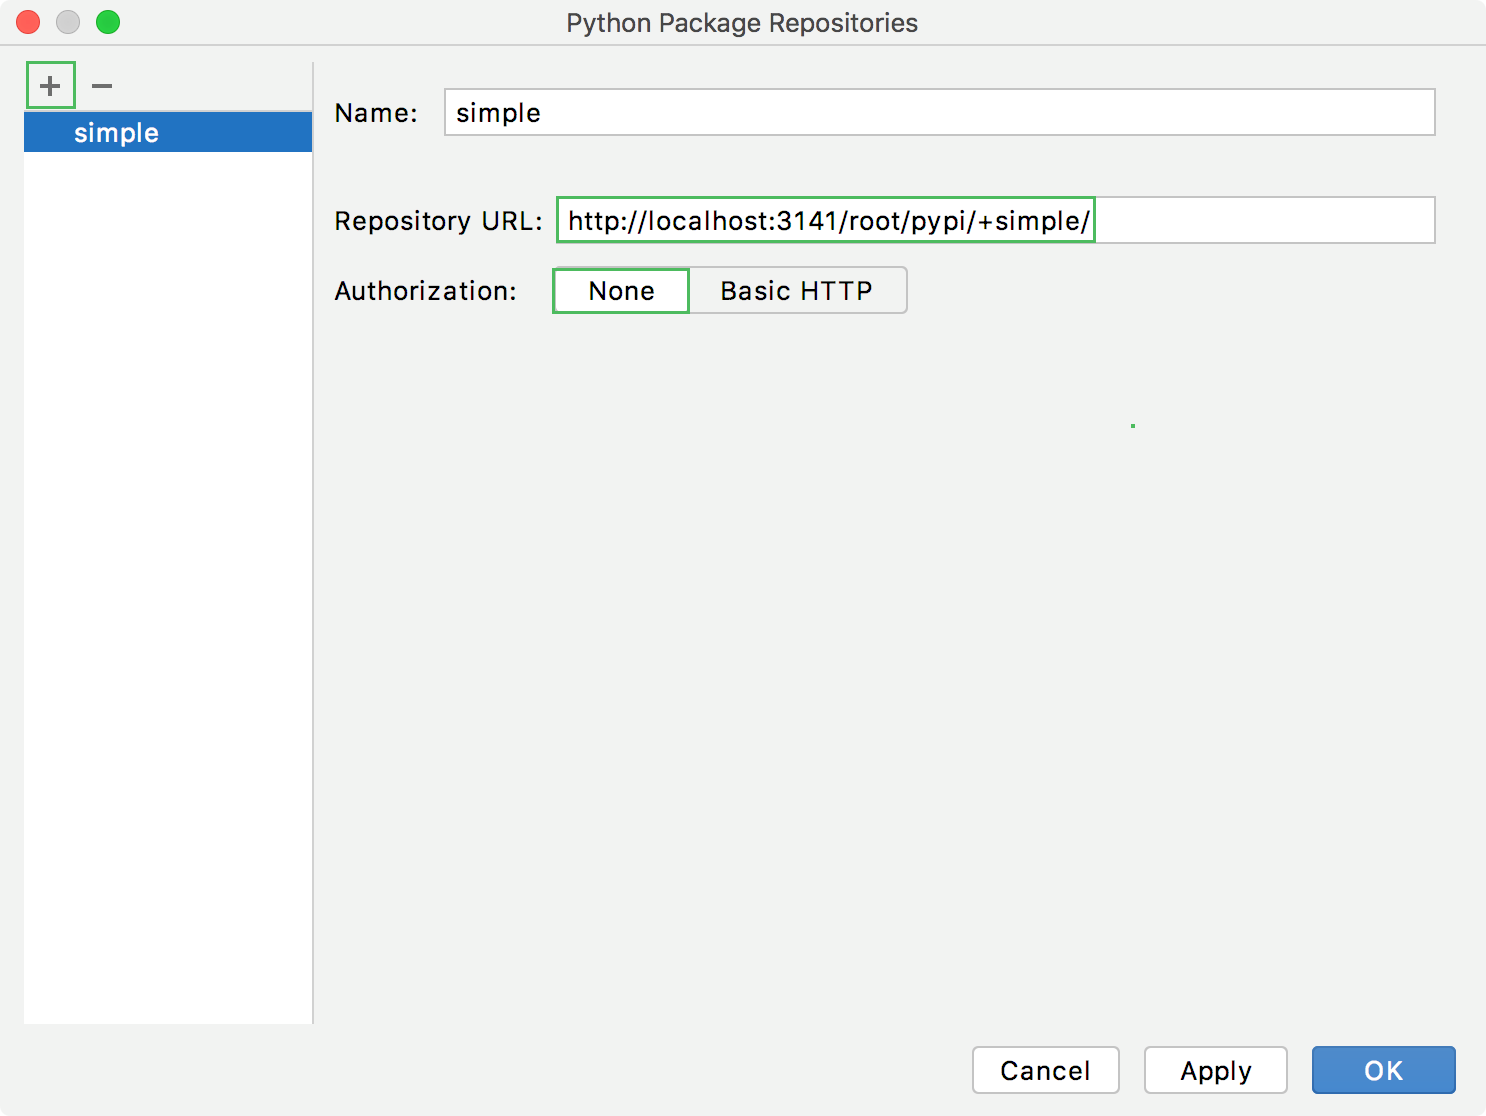 Python Package Repositories
simple
Name: simple
Repository URL: http://localhost:3141/root/pypi/+simple/
Authorization: None Basic HTTP
Cancel Apply OK